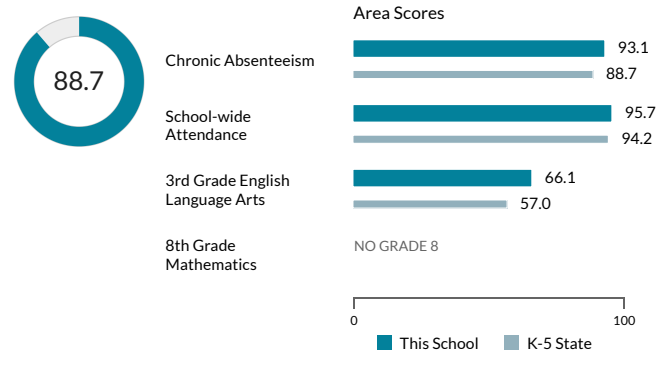 Area Scores
88.7
Chronic Absenteeism
93.1
88.7
School-wide
Attendance
95.7
94.2
3rd Grade English
Language Arts
66.1
57.0
8th Grade
Mathematics
NO GRADE 8
0
100
This School
K-5 State